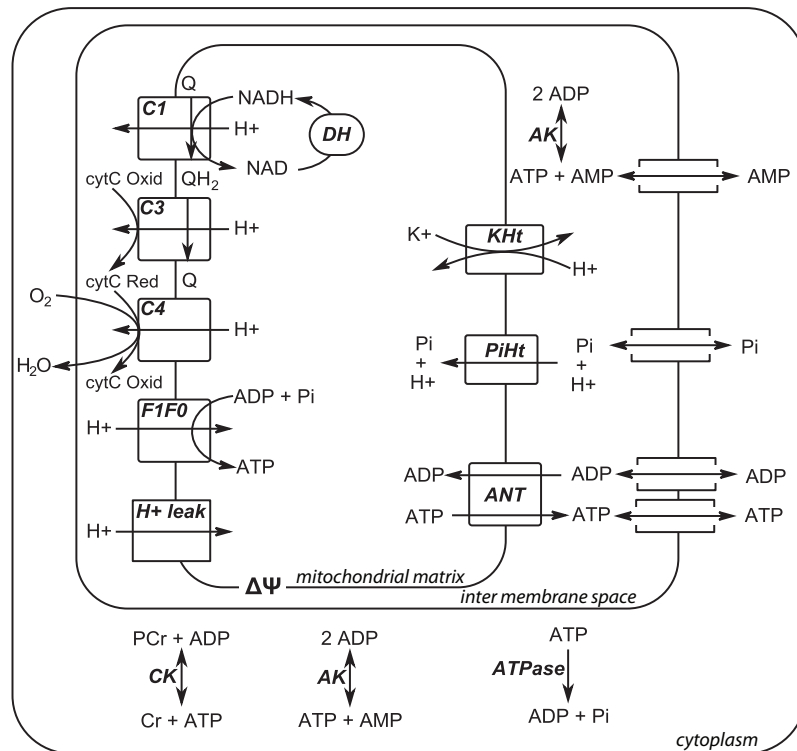 Q
C1
NADH
H+
DH
NAD
QH2
cytC Oxid
C3
H+
cytC Red
Q
O2
C4
H+
H2O
cytC Oxid
F1F0
ADP + Pi
H+
ATP
H+ leak
H+
ΔΨ
mitochondrial matrix
inter membrane space
2 ADP
AK
ATP + AMP
AMP
K+
KHt
H+
Pi
+
H+
PiHt
Pi
+
H+
Pi
ADP
ANT
ADP
ADP
ATP
ATP
ATP
PCr + ADP
CK
Cr + ATP
2 ADP
AK
ATP + AMP
ATP
ATPase
ADP + Pi
cytoplasm